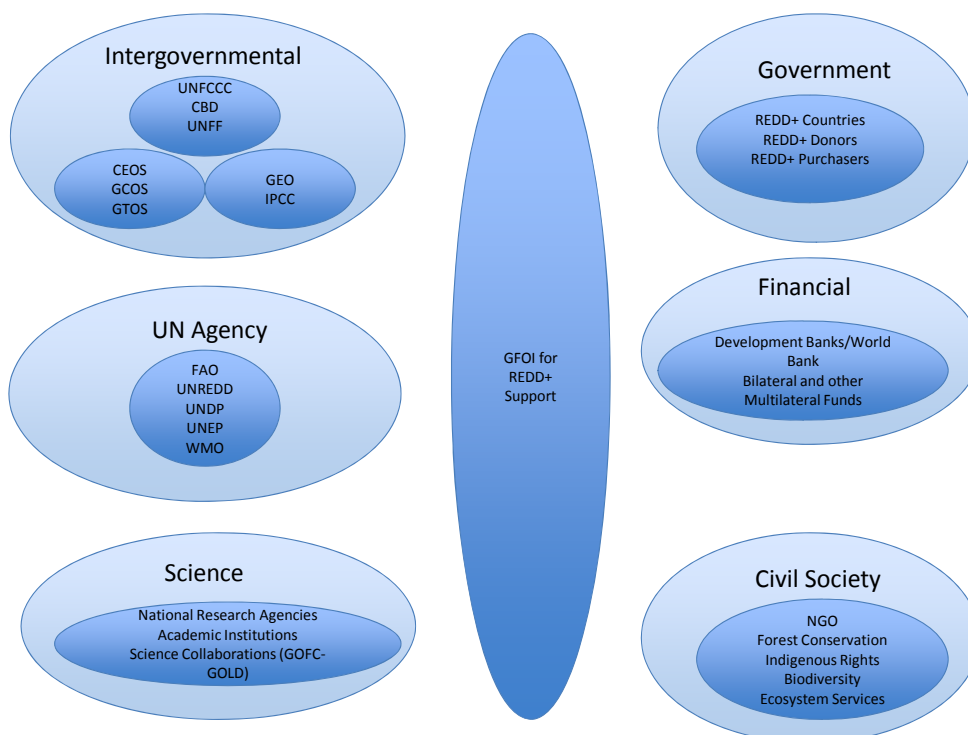 Intergovernmental
UNFCCC
CBD
UNFF
CEOS
GCOS
GTOS
GEO
IPCC
UN Agency
FAO
UNREDD
UNDP
UNEP
WMO
Science
National Research Agencies
Academic Institutions
Science Collaborations (GOFC-
GOLD)
GFOI for
REDD+
Support
Government
REDD+ Countries
REDD+ Donors
REDD+ Purchasers
Financial
Development Banks/World
Bank
Bilateral and other
Multilateral Funds
Civil Society
NGO
Forest Conservation
Indigenous Rights
Biodiversity
Ecosystem Services